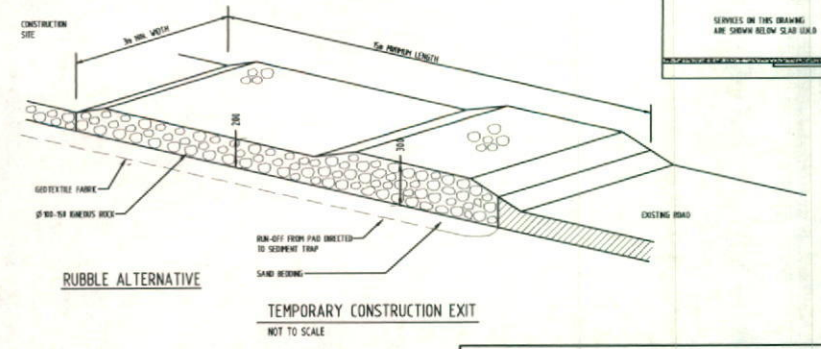 CONSTRUCTION
SITE
3m MIN. WIDTH
15m MINIMUM LENGTH
SERVICES ON THIS DRAWING
ARE SHOWN BELOW SLAB U.N.O
200
300
GEOTEXTILE FABRIC
Ø 100-150 IGNEOUS ROCK
RUN-OFF FROM PAD DIRECTED
TO SEDIMENT TRAP
SAND BEDDING
EXISTING ROAD
RUBBLE ALTERNATIVE
TEMPORARY CONSTRUCTION EXIT
NOT TO SCALE